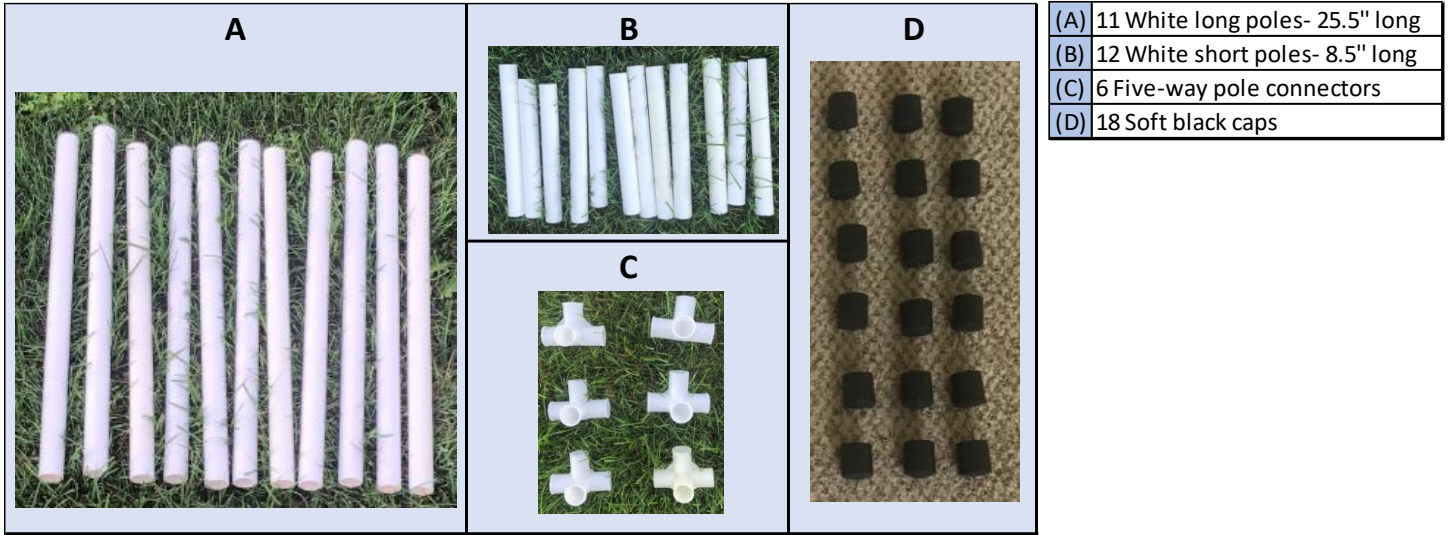 A
B
C
D
(A) 11 White long poles- 25.5" long
(B) 12 White short poles- 8.5" long
(C) 6 Five-way pole connectors
(D) 18 Soft black caps